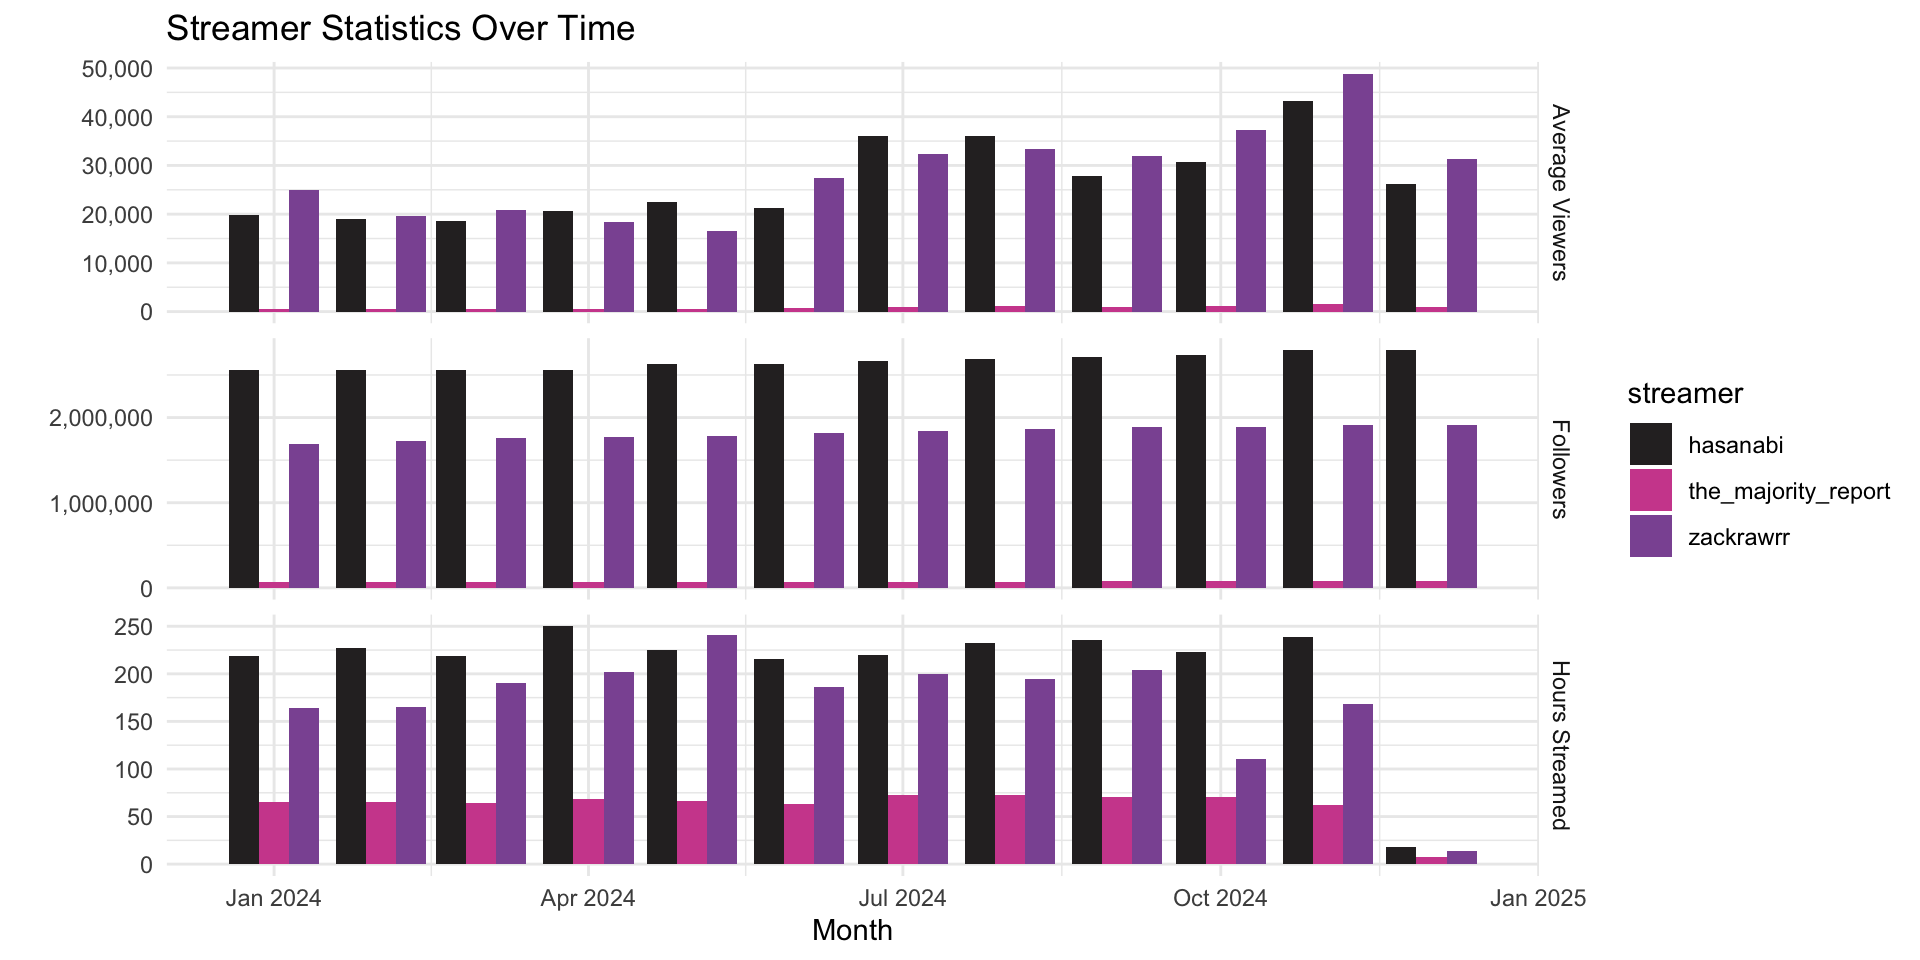 Streamer Statistics Over Time
50,000
40,000
30,000
20,000
10,000
0
Average Viewers
2,000,000
1,000,000
0
Followers
250
200
150
100
50
0
Hours Streamed
Jan 2024
Apr 2024
Jul 2024
Oct 2024
Jan 2025
Month
streamer
hasanabi
the_majority_report
zackrawrr